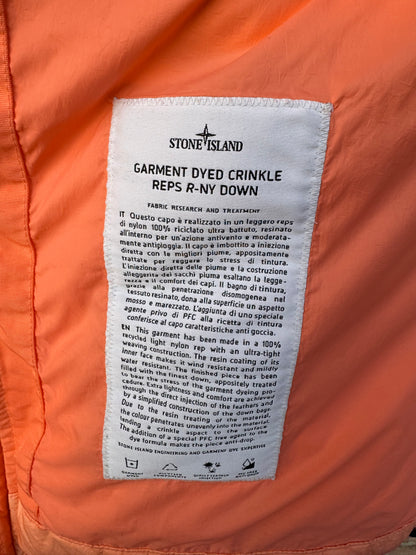 STONE ISLAND
GARMENT DYED CRINKLE
REPS R-NY DOWN
FABRIC RESEARCH AND TREATMENT
IT Questo capo è realizzato in un leggero reps
di nylon 100% riciclato ultra battuto, resinato
all'interno per un'azione antivento e moderata-
mente antipioggia. Il capo è imbottito a iniezione
diretta con le migliori piume, appositamente
trattate per reggere lo stress di tintura.
L'iniezione diretta delle piume e la costruzione
alleggerita dei sacchi piuma esaltano la legge-
rezza e il comfort dei capi. Il bagno di tintura,
grazie alla penetrazione disomogenea nel
tessuto resinato, dona alla superficie un aspetto
mosso e marezzato. L'aggiunta di uno speciale
agente privo di PFC alla ricetta di tintura
conferisce al capo caratteristiche anti goccia.
EN This garment has been made in a 100%
recycled light nylon rep with an ultra-tight
weaving construction. The resin coating of its
inner face makes it wind resistant and mildly
water resistant. The finished piece has been
filled with the finest down, appositely treated
to bear the stress of the garment dyeing pro-
cedure. Extra lightness and comfort are achieved
through the direct injection of the feathers and
by a simplified construction of the down bags.
Due to the resin treatment of the material,
the colour penetrates unevenly into the material,
lending a crinkle aspect to the surface.
The addition of a special PFC free agent to the
dye formula makes the piece anti-drop.
STONE ISLAND ENGINEERING AND GARMENT DYE EXPERTISE
GARMENT
DYED